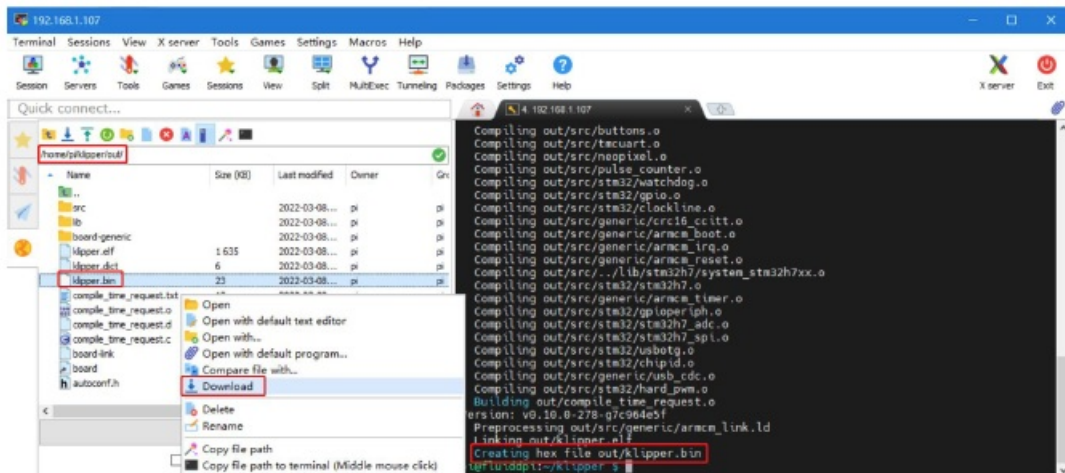 192.168.1.107
Terminal Sessions View X server Tools Games Settings Macros Help
Session Servers Tools Games Sessions View Split MultiExec Tunneling Packages Settings Help X server Exit
Quick connect...
4. 192.168.1.107
/home/pi/klipper/out/
Name Size (KB) Last modified Owner Gr
..
src 2022-03-08... pi pi
lib 2022-03-08... pi pi
board-generic 2022-03-08... pi pi
klipper.elf 1 635 2022-03-08... pi pi
klipper.dict 6 2022-03-08... pi pi
klipper.bin 23 2022-03-08... pi pi
compile_time_request.txt
compile_time_request.o
compile_time_request.d
compile_time_request.c
board-link
board
autoconf.h
Open
Open with default text editor
Open with...
Open with default program...
Compare file with...
Download
Delete
Rename
Copy file path
Copy file path to terminal (Middle mouse click)
Compiling out/src/buttons.o
Compiling out/src/tmcuart.o
Compiling out/src/neopixel.o
Compiling out/src/pulse_counter.o
Compiling out/src/stm32/watchdog.o
Compiling out/src/stm32/gpio.o
Compiling out/src/stm32/clockline.o
Compiling out/src/generic/crc16_ccitt.o
Compiling out/src/generic/armcm_boot.o
Compiling out/src/generic/armcm_irq.o
Compiling out/src/generic/armcm_reset.o
Compiling out/src/../lib/stm32h7/system_stm32h7xx.o
Compiling out/src/stm32/stm32h7.o
Compiling out/src/generic/armcm_timer.o
Compiling out/src/stm32/gpioperiph.o
Compiling out/src/stm32/stm32h7_adc.o
Compiling out/src/stm32/stm32h7_spi.o
Compiling out/src/stm32/usbotg.o
Compiling out/src/stm32/chipid.o
Compiling out/src/generic/usb_cdc.o
Compiling out/src/stm32/hard_pwm.o
Building out/compile_time_request.o
ersion: v0.10.0-278-g7c964e5f
Preprocessing out/src/generic/armcm_link.ld
Linking out/klipper.elf
Creating hex file out/klipper.bin
i@fluiddpi:~/klipper $